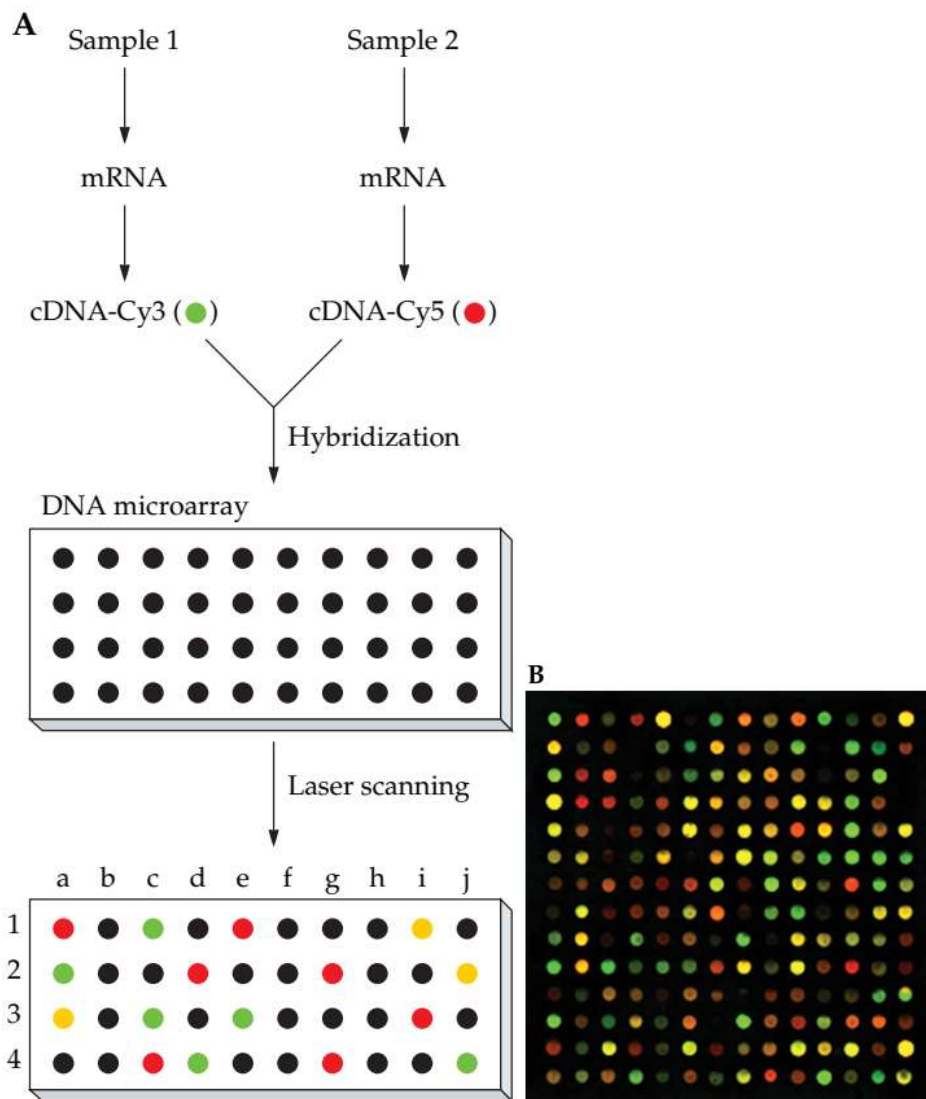 A
Sample 1 Sample 2
mRNA mRNA
cDNA-Cy3 ( ) cDNA-Cy5 ( )
Hybridization
DNA microarray
Laser scanning
a b c d e f g h i j
1
2
3
4
B